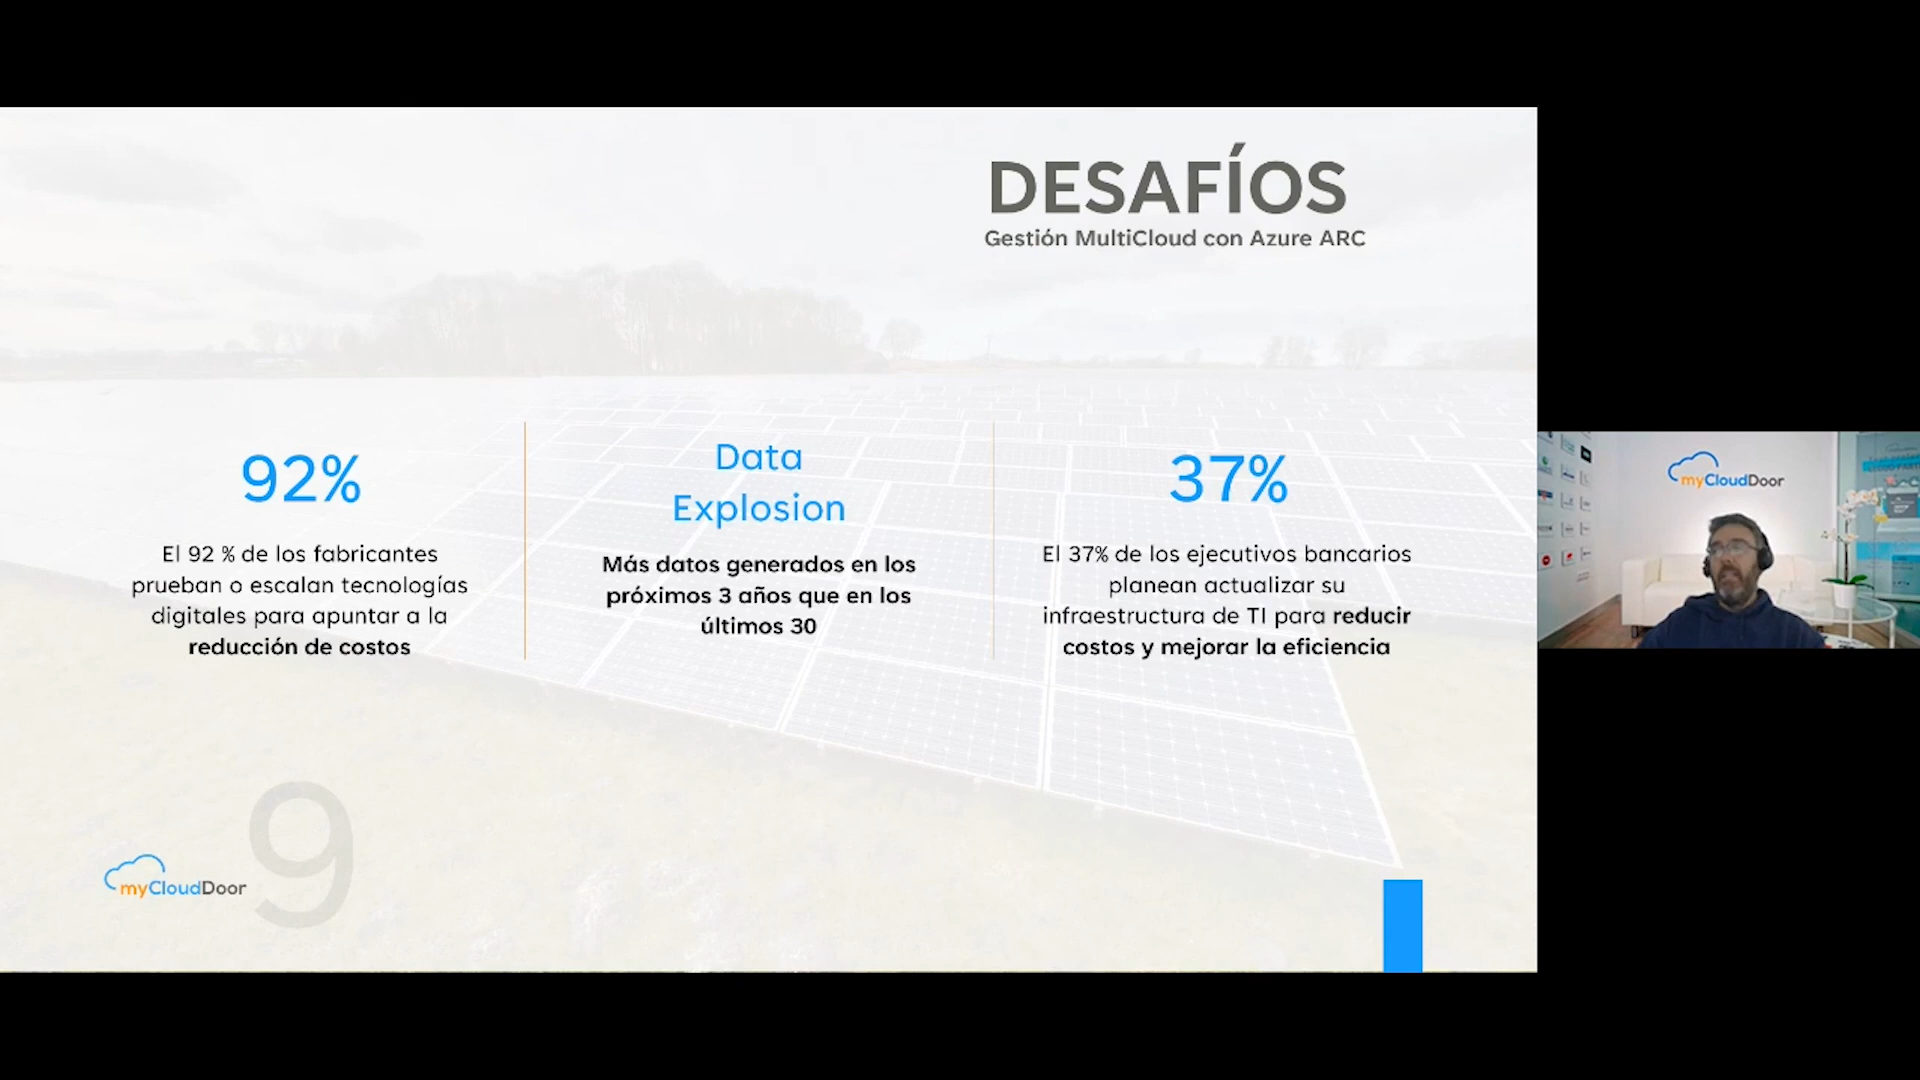 DESAFÍOS
Gestión MultiCloud con Azure ARC
92%
El 92 % de los fabricantes
prueban o escalan tecnologías
digitales para apuntar a la
reducción de costos
Data
Explosion
Más datos generados en los
próximos 3 años que en los
últimos 30
37%
El 37% de los ejecutivos bancarios
planean actualizar su
infraestructura de TI para reducir
costos y mejorar la eficiencia
myCloudDoor
9
myCloudDoor